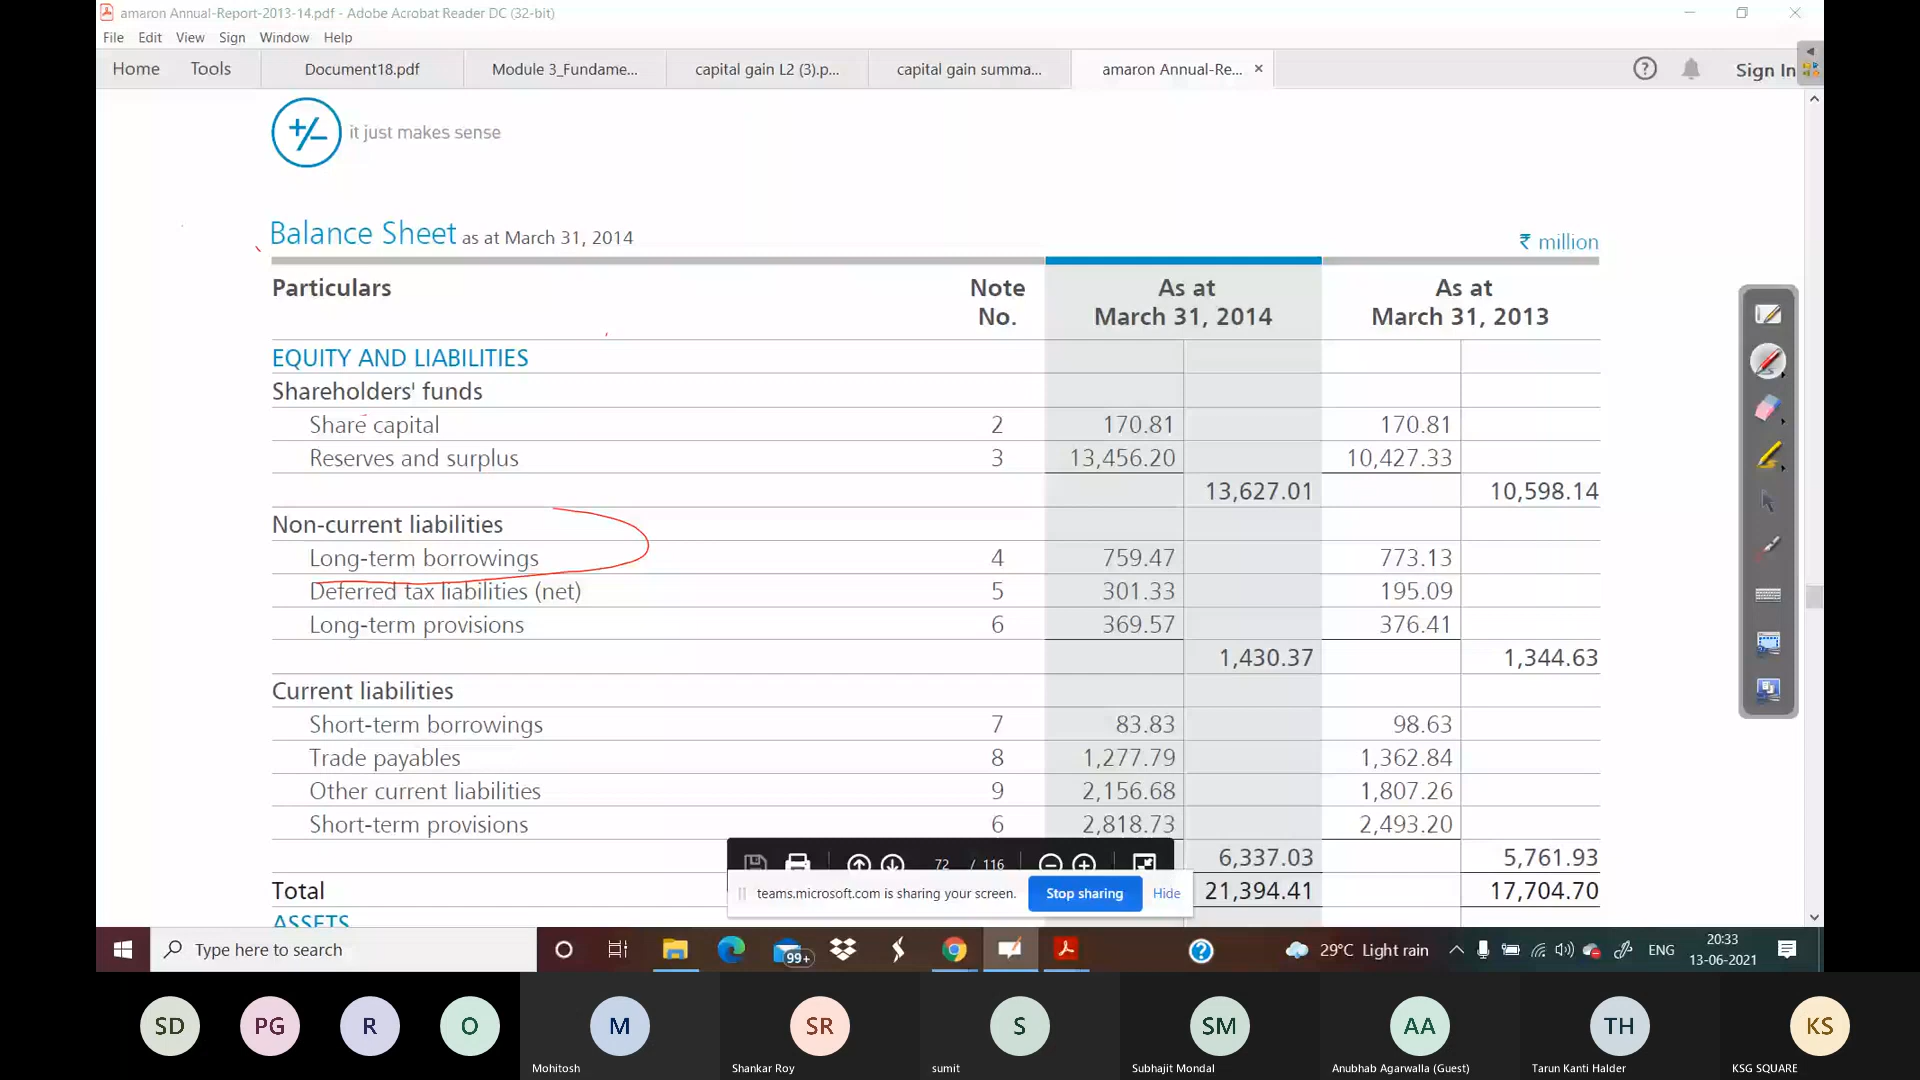 amaron Annual-Report-2013-14.pdf - Adobe Acrobat Reader DC (32-bit)
File Edit View Sign Window Help
Home Tools Document18.pdf Module 3_Fundame... capital gain L2 (3).p... capital gain summa... amaron Annual-Re... × Sign In
+/– it just makes sense
Balance Sheet as at March 31, 2014
₹ million
Particulars Note No. As at March 31, 2014 As at March 31, 2013
EQUITY AND LIABILITIES
Shareholders' funds
Share capital 2 170.81 170.81
Reserves and surplus 3 13,456.20 10,427.33
13,627.01 10,598.14
Non-current liabilities
Long-term borrowings 4 759.47 773.13
Deferred tax liabilities (net) 5 301.33 195.09
Long-term provisions 6 369.57 376.41
1,430.37 1,344.63
Current liabilities
Short-term borrowings 7 83.83 98.63
Trade payables 8 1,277.79 1,362.84
Other current liabilities 9 2,156.68 1,807.26
Short-term provisions 6 2,818.73 2,493.20
6,337.03 5,761.93
72 / 116
Total 21,394.41 17,704.70
teams.microsoft.com is sharing your screen. Stop sharing Hide
ASSETS
Type here to search 99+ 29°C Light rain ENG 20:33
13-06-2021
SD PG R O M SR S SM AA TH KS
Mohitosh Shankar Roy sumit Subhajit Mondal Anubhab Agarwalla (Guest) Tarun Kanti Halder KSG SQUARE